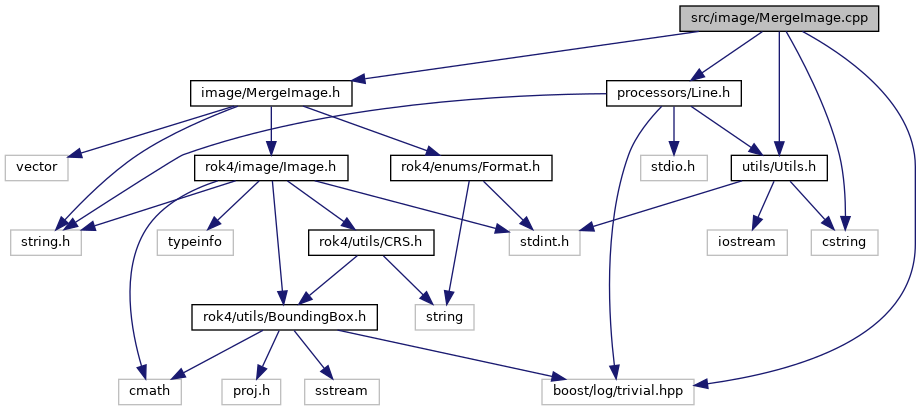 src/image/MergeImage.cpp
image/MergeImage.h
processors/Line.h
vector
rok4/image/Image.h
rok4/enums/Format.h
stdio.h
utils/Utils.h
string.h
typeinfo
rok4/utils/CRS.h
stdint.h
iostream
cstring
rok4/utils/BoundingBox.h
string
cmath
proj.h
sstream
boost/log/trivial.hpp